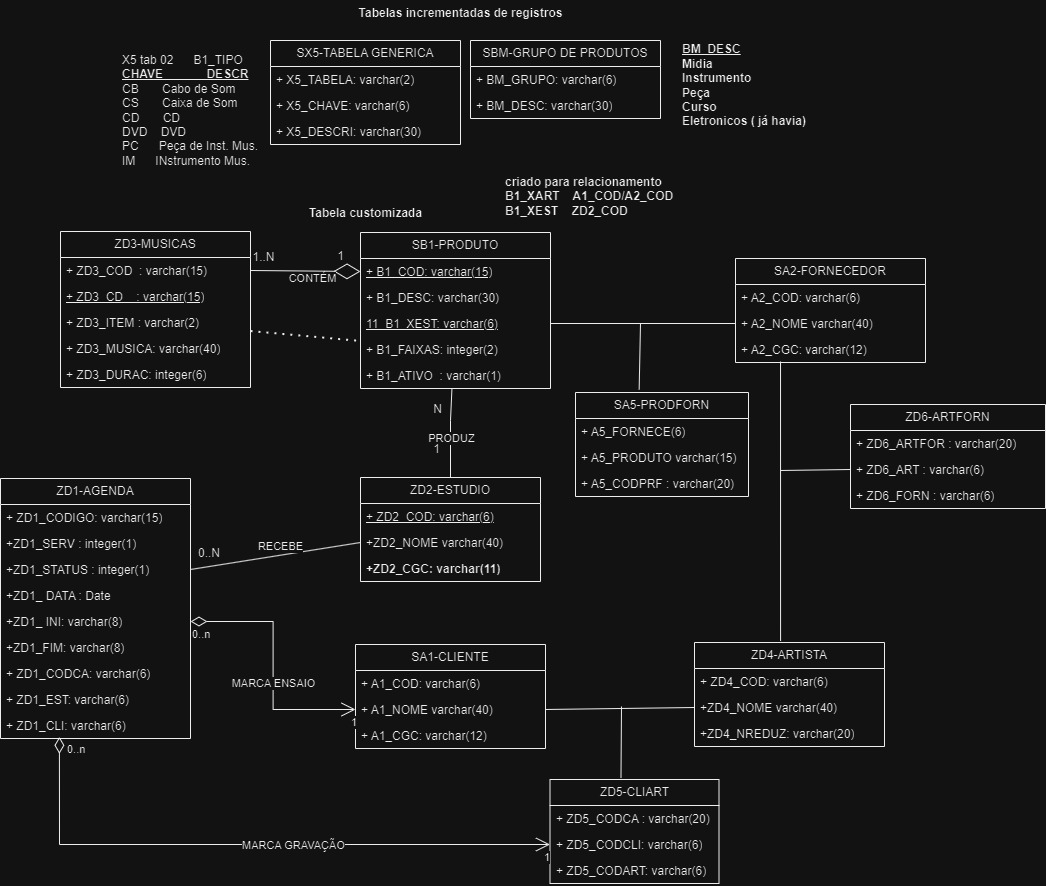 Tabelas incrementadas de registros
X5 tab 02 B1_TIPO
CHAVE DESCR
CB Cabo de Som
CS Caixa de Som
CD CD
DVD DVD
PC Peça de Inst. Mus.
IM INstrumento Mus.
SX5-TABELA GENERICA
+ X5_TABELA: varchar(2)
+ X5_CHAVE: varchar(6)
+ X5_DESCRI: varchar(30)
SBM-GRUPO DE PRODUTOS
+ BM_GRUPO: varchar(6)
+ BM_DESC: varchar(30)
BM_DESC
Midia
Instrumento
Peça
Curso
Eletronicos ( já havia)
criado para relacionamento
B1_XART A1_COD/A2_COD
B1_XEST ZD2_COD
Tabela customizada
ZD3-MUSICAS
+ ZD3_COD : varchar(15)
+ ZD3_CD : varchar(15)
+ ZD3_ITEM : varchar(2)
+ ZD3_MUSICA: varchar(40)
+ ZD3_DURAC: integer(6)
1..N
1
CONTÉM
SB1-PRODUTO
+ B1_COD: varchar(15)
+ B1_DESC: varchar(30)
11_B1_XEST: varchar(6)
+ B1_FAIXAS: integer(2)
+ B1_ATIVO : varchar(1)
SA2-FORNECEDOR
+ A2_COD: varchar(6)
+ A2_NOME varchar(40)
+ A2_CGC: varchar(12)
SA5-PRODFORN
+ A5_FORNECE(6)
+ A5_PRODUTO varchar(15)
+ A5_CODPRF : varchar(20)
ZD6-ARTFORN
+ ZD6_ARTFOR : varchar(20)
+ ZD6_ART : varchar(6)
+ ZD6_FORN : varchar(6)
N
PRODUZ
1
ZD2-ESTUDIO
+ ZD2_COD: varchar(6)
+ZD2_NOME varchar(40)
+ZD2_CGC: varchar(11)
ZD1-AGENDA
+ ZD1_CODIGO: varchar(15)
+ZD1_SERV : integer(1)
+ZD1_STATUS : integer(1)
+ZD1_ DATA : Date
+ZD1_ INI: varchar(8)
+ZD1_FIM: varchar(8)
+ ZD1_CODCA: varchar(6)
+ ZD1_EST: varchar(6)
+ ZD1_CLI: varchar(6)
0..N
RECEBE
0..n
MARCA ENSAIO
1
SA1-CLIENTE
+ A1_COD: varchar(6)
+ A1_NOME varchar(40)
+ A1_CGC: varchar(12)
ZD4-ARTISTA
+ ZD4_COD: varchar(6)
+ZD4_NOME varchar(40)
+ZD4_NREDUZ: varchar(20)
0..n
MARCA GRAVAÇÃO
1
ZD5-CLIART
+ ZD5_CODCA : varchar(20)
+ ZD5_CODCLI: varchar(6)
+ ZD5_CODART: varchar(6)